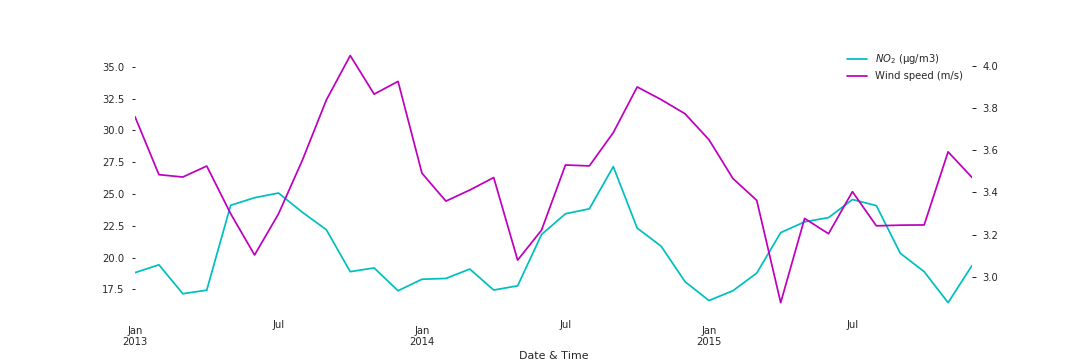 NO₂ (μg/m3)
Wind speed (m/s)
35.0
32.5
30.0
27.5
25.0
22.5
20.0
17.5
4.0
3.8
3.6
3.4
3.2
3.0
Jan
2013
Jul
Jan
2014
Jul
Jan
2015
Jul
Date & Time